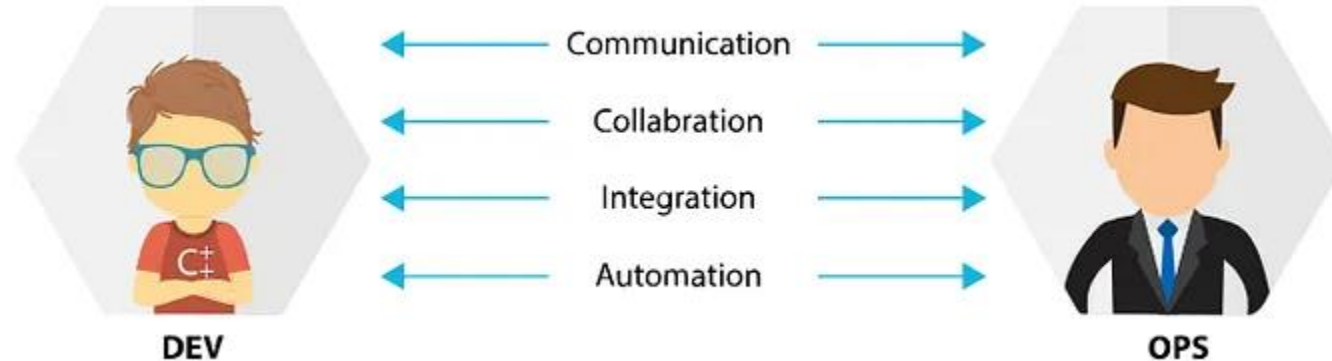 Communication
Collabration
Integration
Automation
C++
DEV
OPS